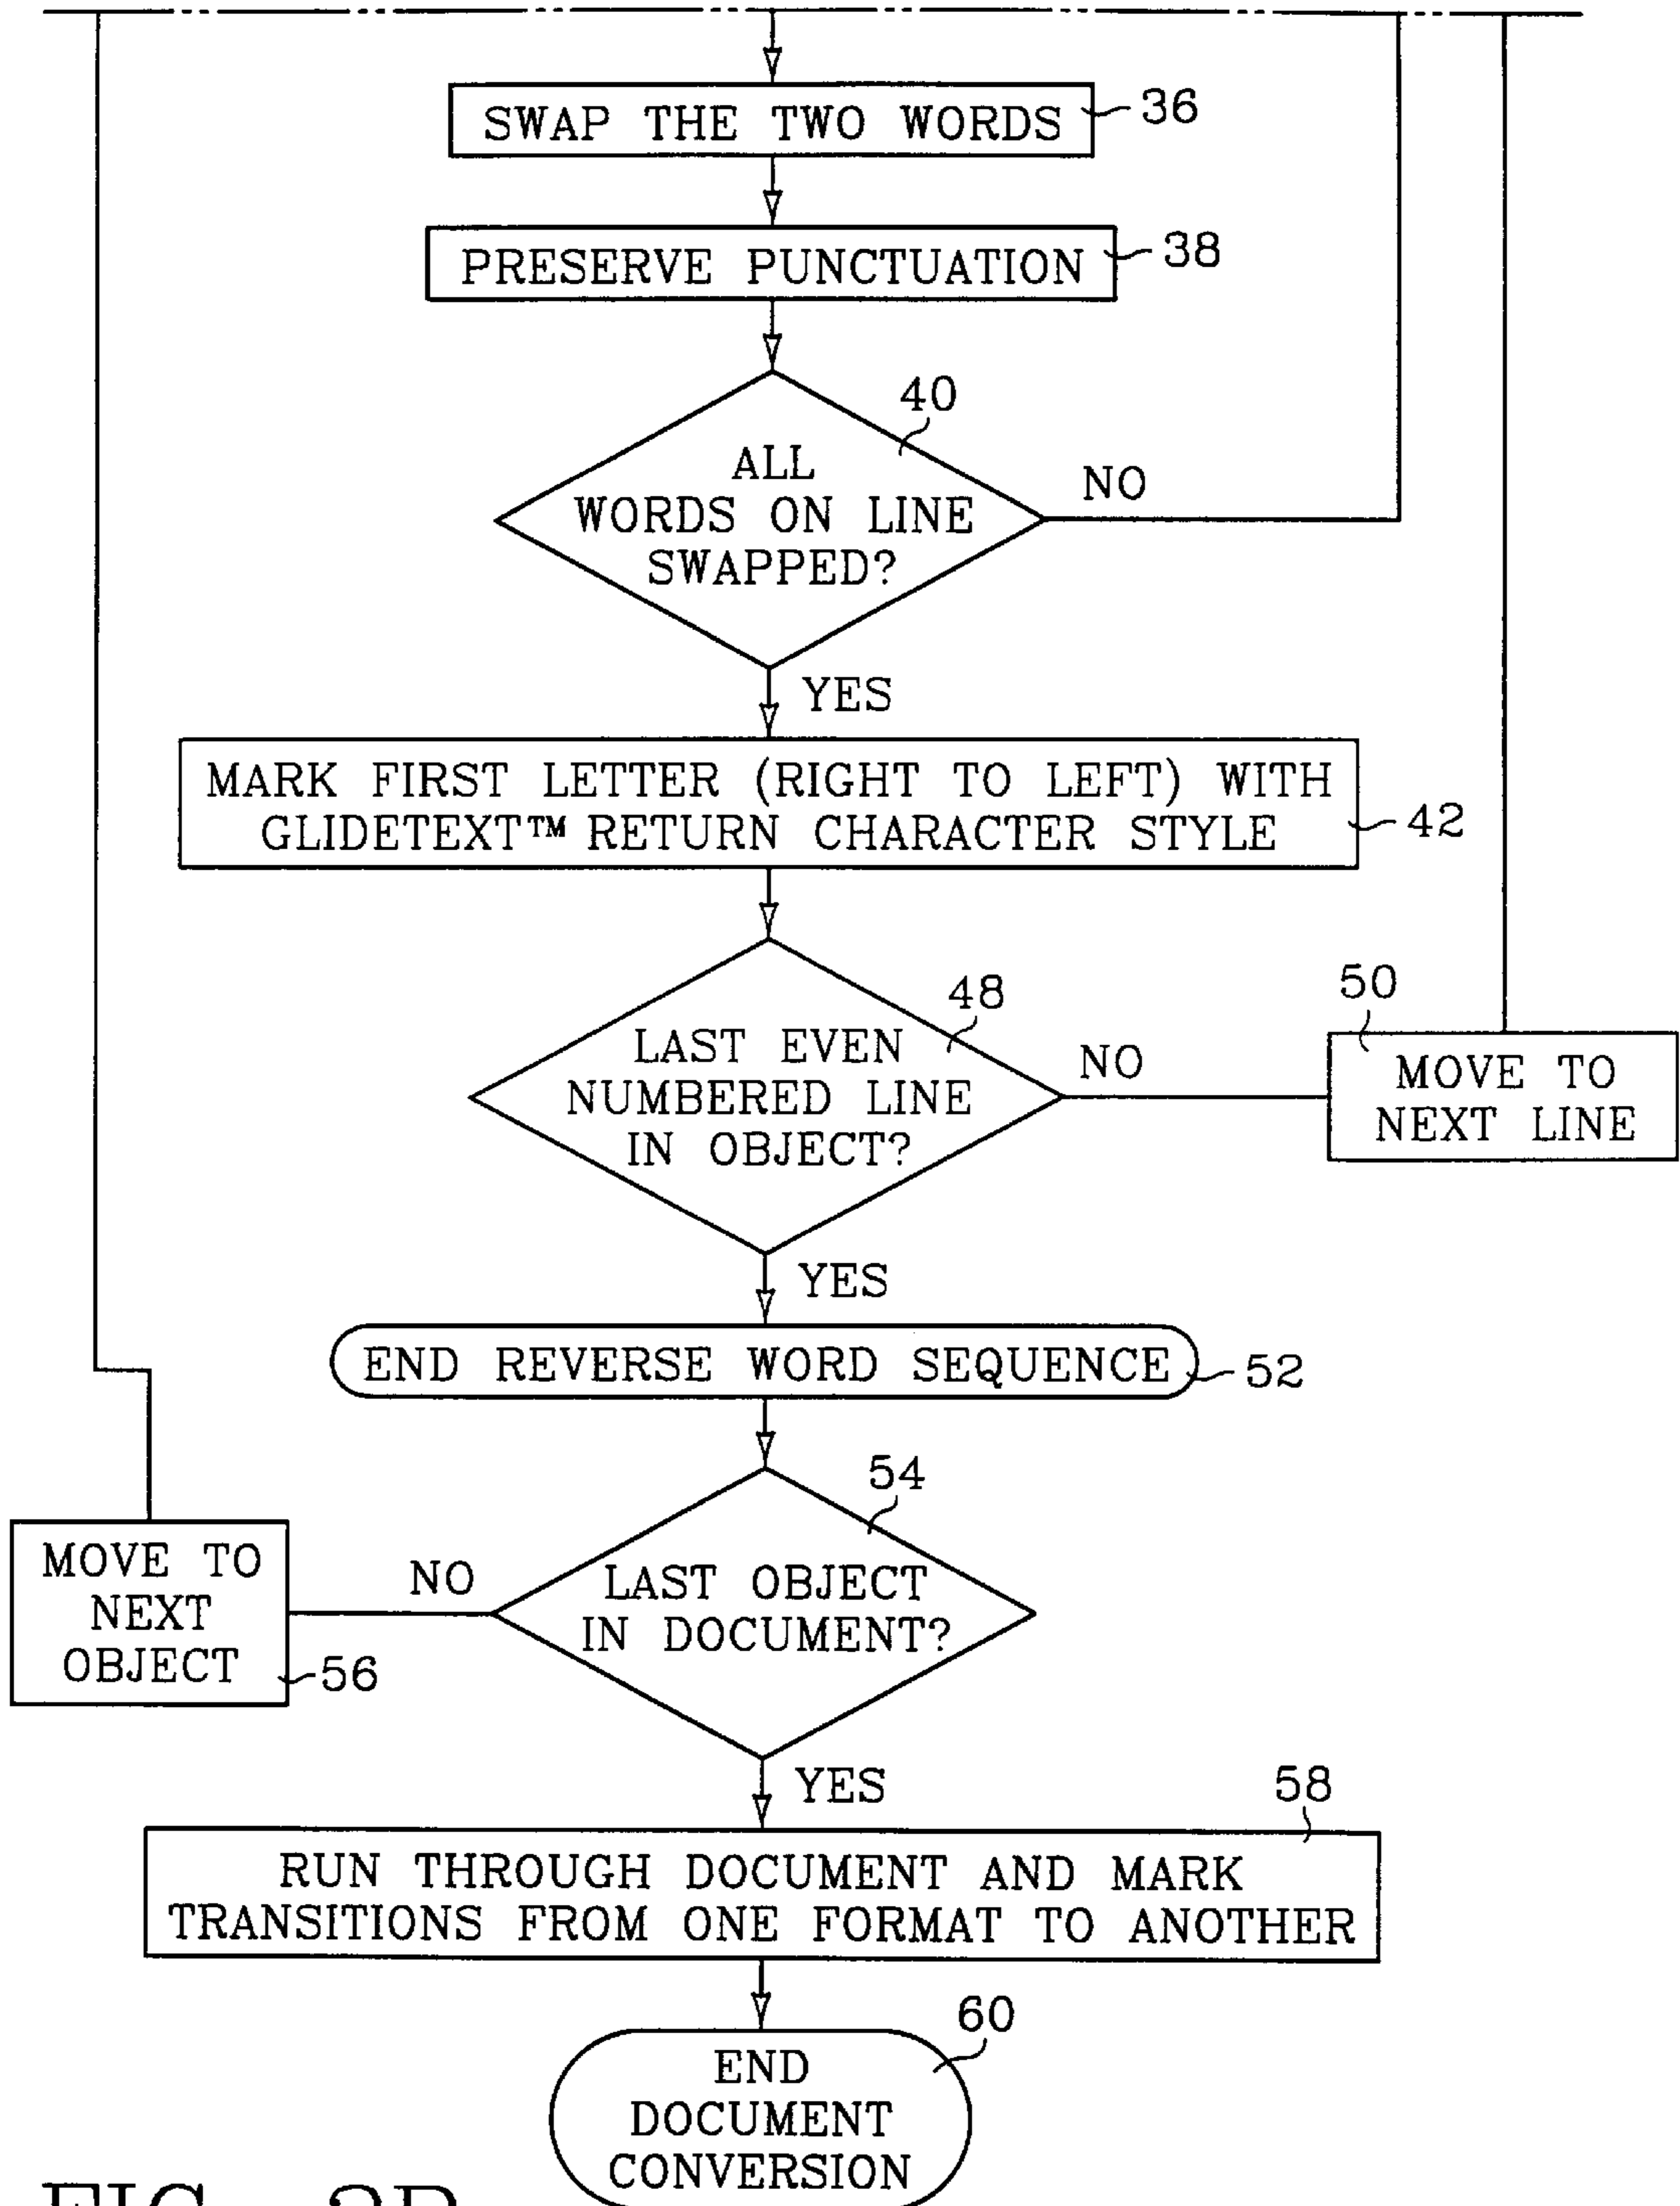 SWAP THE TWO WORDS
36
PRESERVE PUNCTUATION
38
40
ALL
WORDS ON LINE
SWAPPED?
NO
YES
MARK FIRST LETTER (RIGHT TO LEFT) WITH
GLIDETEXT™ RETURN CHARACTER STYLE
42
48
LAST EVEN
NUMBERED LINE
IN OBJECT?
NO
50
MOVE TO
NEXT LINE
YES
END REVERSE WORD SEQUENCE
52
54
LAST OBJECT
IN DOCUMENT?
NO
MOVE TO
NEXT
OBJECT
56
YES
58
RUN THROUGH DOCUMENT AND MARK
TRANSITIONS FROM ONE FORMAT TO ANOTHER
60
END
DOCUMENT
CONVERSION